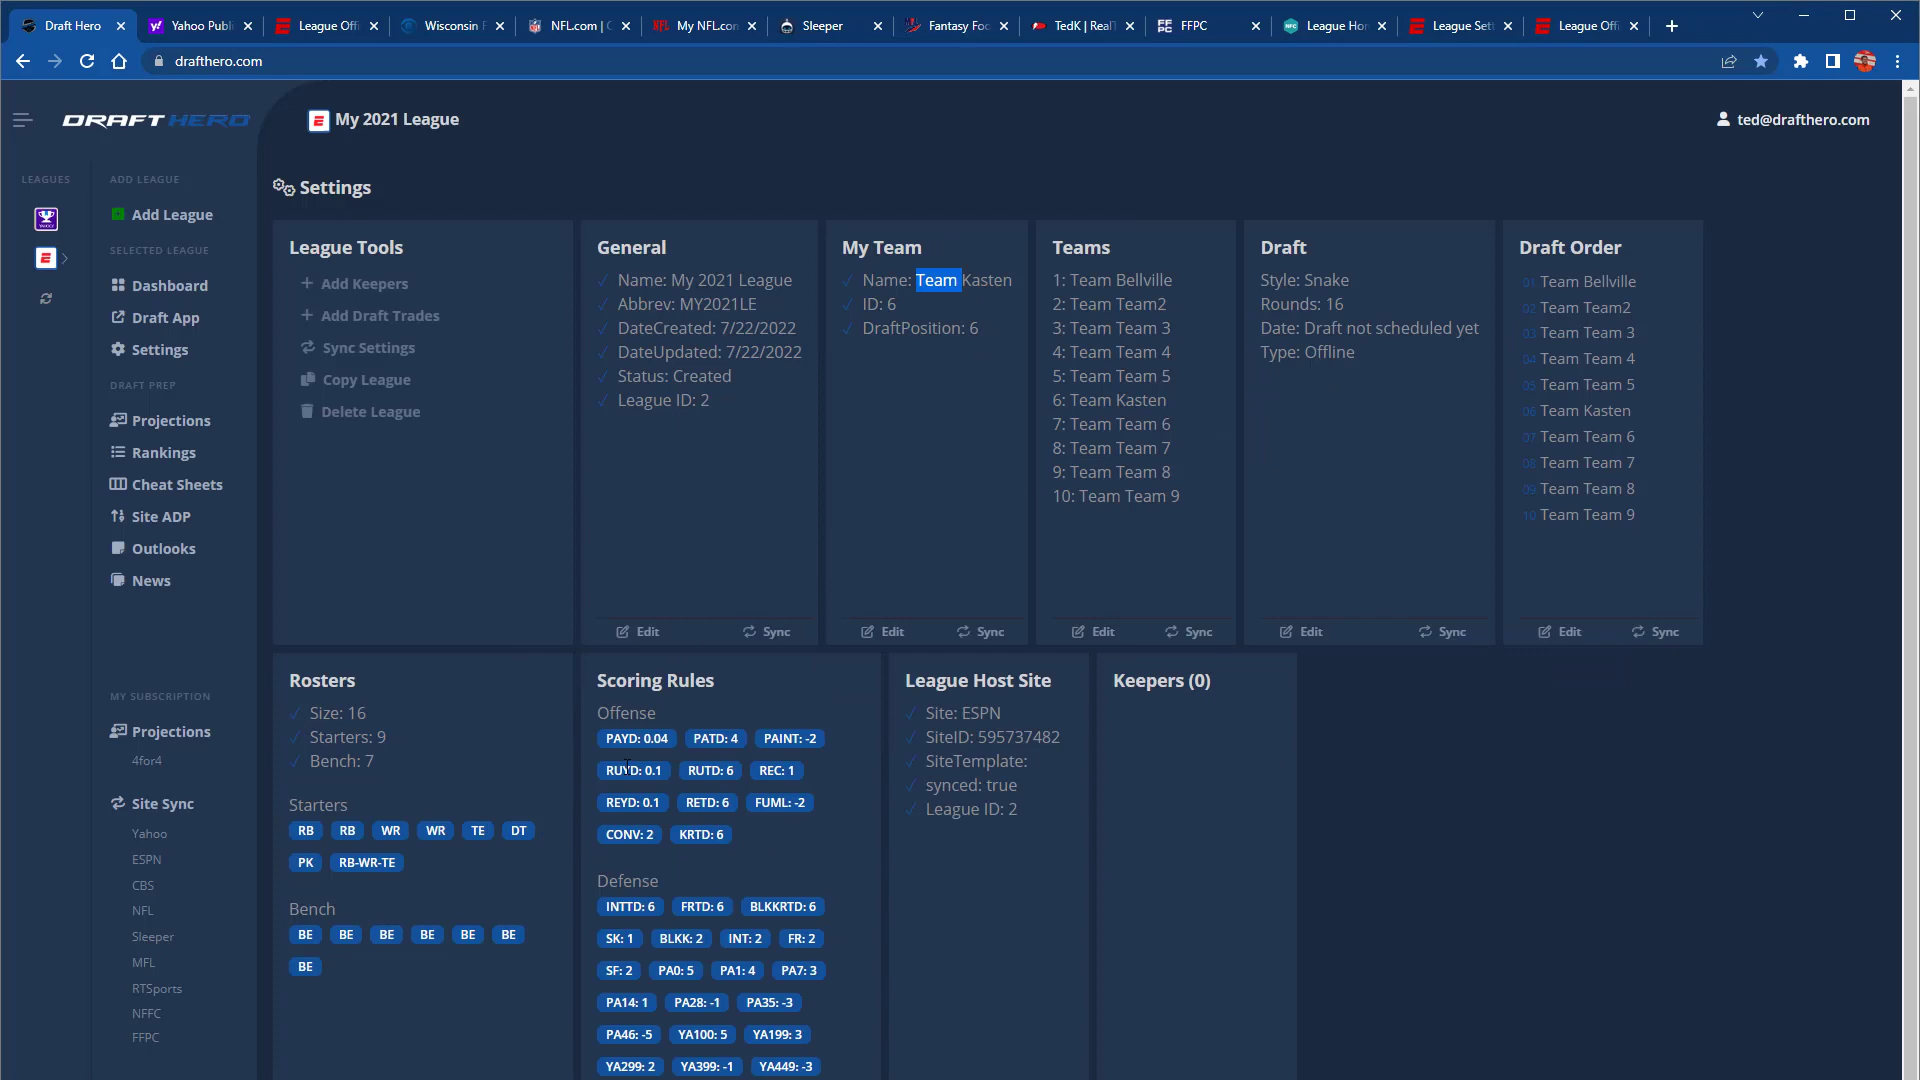 Draft Hero
Yahoo Publi
League Offi
Wisconsin F
NFL.com | C
My NFL.con
Sleeper
Fantasy Foo
TedK | RealT
FFPC
League Hon
League Sett
League Offi
drafthero.com
DRAFTHERO
My 2021 League
ted@drafthero.com
LEAGUES
ADD LEAGUE
Add League
SELECTED LEAGUE
Dashboard
Draft App
Settings
DRAFT PREP
Projections
Rankings
Cheat Sheets
Site ADP
Outlooks
News
MY SUBSCRIPTION
Projections
4for4
Site Sync
Yahoo
ESPN
CBS
NFL
Sleeper
MFL
RTSports
NFFC
FFPC
Settings
League Tools
Add Keepers
Add Draft Trades
Sync Settings
Copy League
Delete League
General
Name: My 2021 League
Abbrev: MY2021LE
DateCreated: 7/22/2022
DateUpdated: 7/22/2022
Status: Created
League ID: 2
Edit Sync
My Team
Name: Team Kasten
ID: 6
DraftPosition: 6
Edit Sync
Teams
1: Team Bellville
2: Team Team2
3: Team Team 3
4: Team Team 4
5: Team Team 5
6: Team Kasten
7: Team Team 6
8: Team Team 7
9: Team Team 8
10: Team Team 9
Edit Sync
Draft
Style: Snake
Rounds: 16
Date: Draft not scheduled yet
Type: Offline
Edit Sync
Draft Order
01 Team Bellville
02 Team Team2
03 Team Team 3
04 Team Team 4
05 Team Team 5
06 Team Kasten
07 Team Team 6
08 Team Team 7
09 Team Team 8
10 Team Team 9
Edit Sync
Rosters
Size: 16
Starters: 9
Bench: 7
Starters
RB RB WR WR TE DT
PK RB-WR-TE
Bench
BE BE BE BE BE BE
BE
Scoring Rules
Offense
PAYD: 0.04 PATD: 4 PAINT: -2
RUYD: 0.1 RUTD: 6 REC: 1
REYD: 0.1 RETD: 6 FUML: -2
CONV: 2 KRTD: 6
Defense
INTTD: 6 FRTD: 6 BLKKRTD: 6
SK: 1 BLKK: 2 INT: 2 FR: 2
SF: 2 PA0: 5 PA1: 4 PA7: 3
PA14: 1 PA28: -1 PA35: -3
PA46: -5 YA100: 5 YA199: 3
YA299: 2 YA399: -1 YA449: -3
League Host Site
Site: ESPN
SiteID: 595737482
SiteTemplate:
synced: true
League ID: 2
Keepers (0)